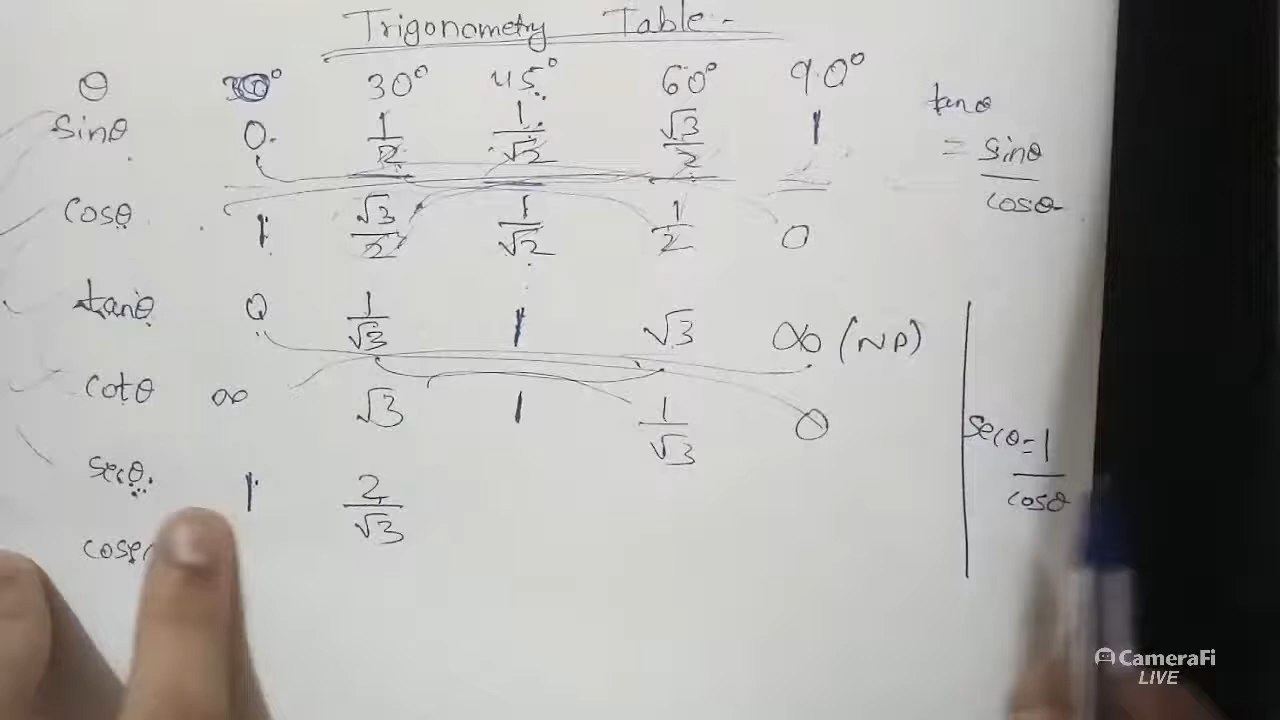 Trigonometry Table -
θ 0° 30° 45° 60° 90°
sinθ 0 1/2 1/√2 √3/2 1
cosθ 1 √3/2 1/√2 1/2 0
tanθ 0 1/√3 1 √3 ∞ (ND)
cotθ ∞ √3 1 1/√3 0
secθ 1 2/√3
cosec
tanθ
= sinθ
cosθ
secθ = 1
cosθ
CameraFi
LIVE